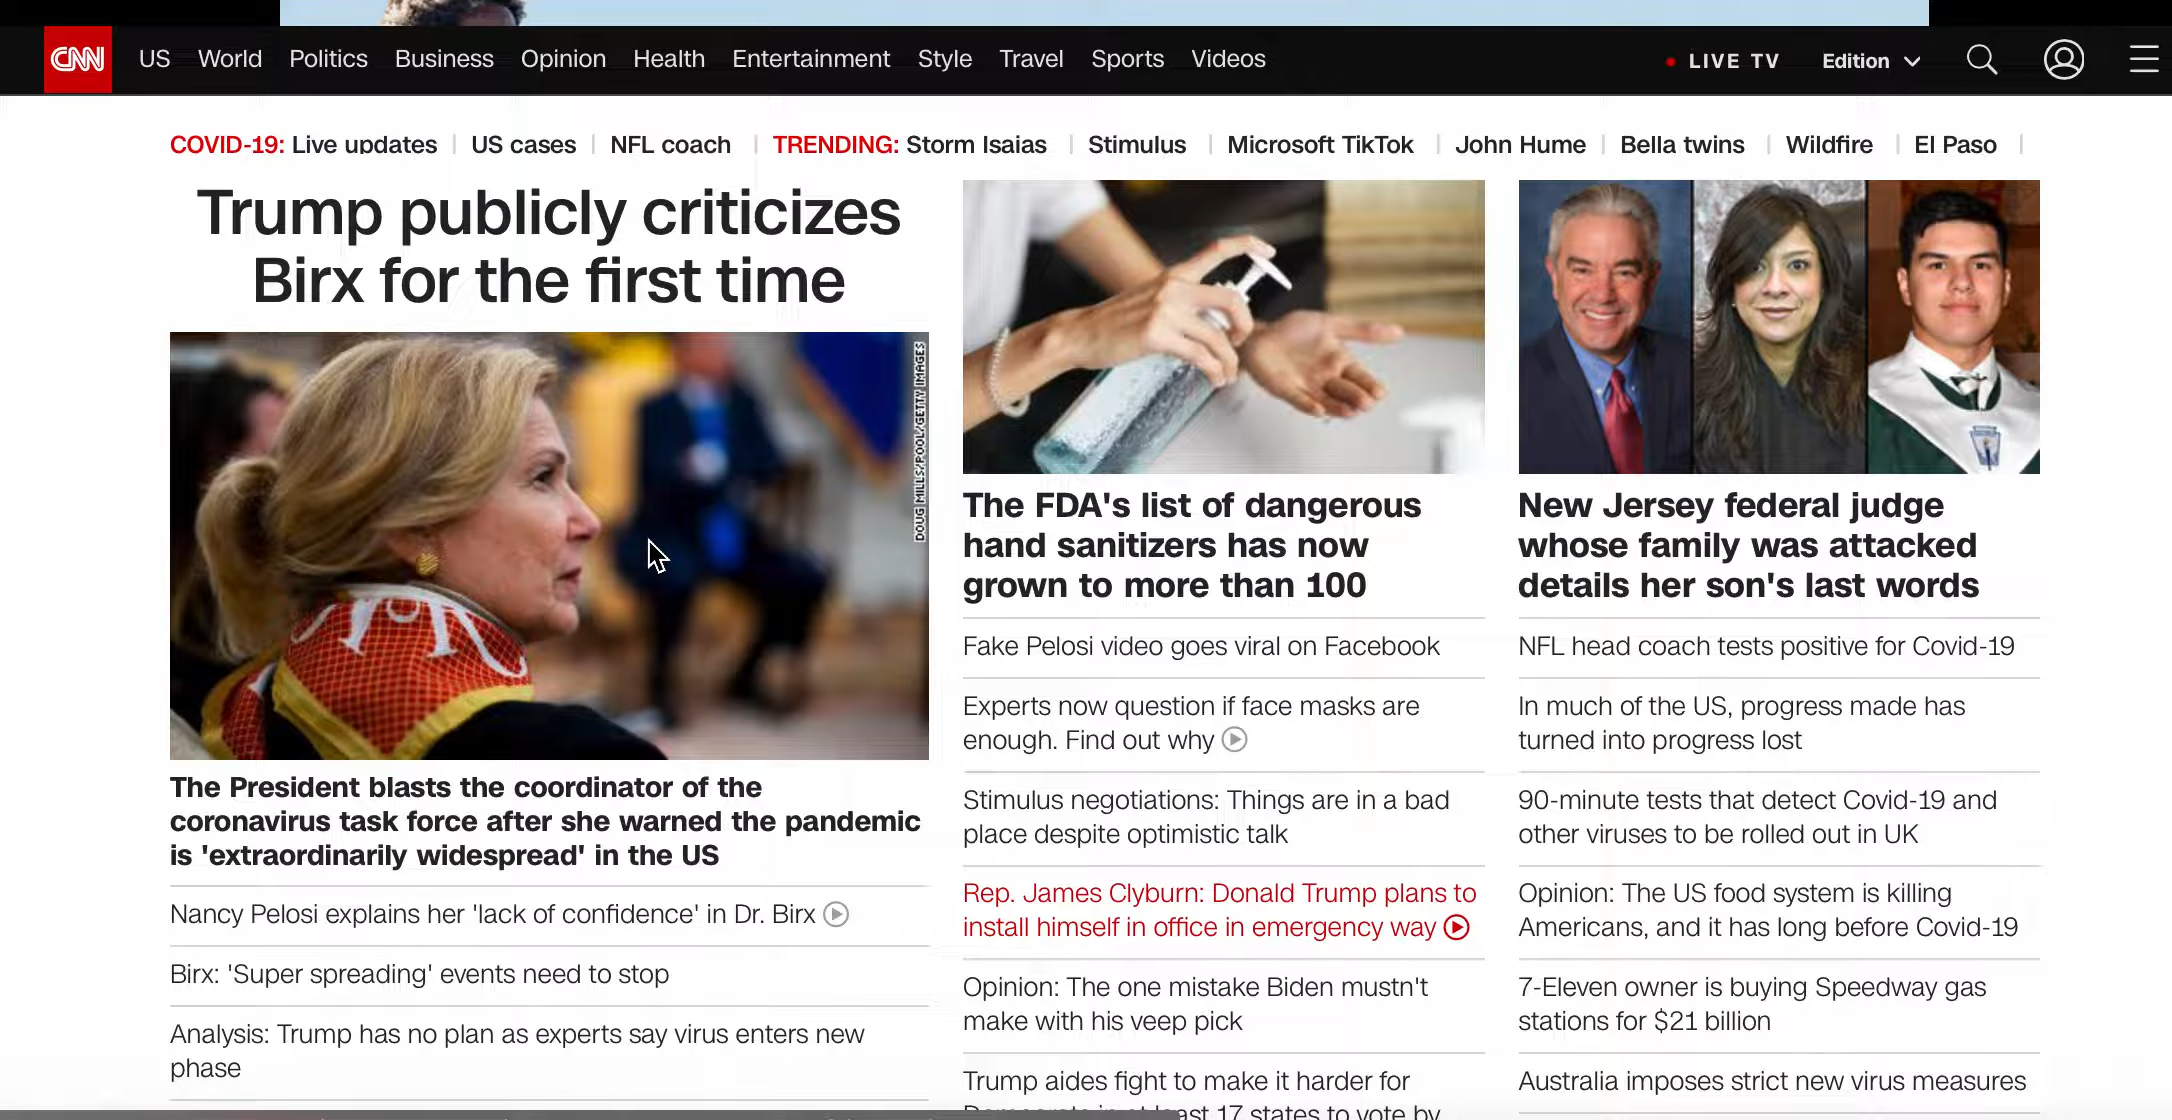 CNN US World Politics Business Opinion Health Entertainment Style Travel Sports Videos LIVE TV Edition
COVID-19: Live updates US cases NFL coach TRENDING: Storm Isaias Stimulus Microsoft TikTok John Hume Bella twins Wildfire El Paso
Trump publicly criticizes
Birx for the first time
DOUG MILLS/POOL/GETTY IMAGES
The President blasts the coordinator of the
coronavirus task force after she warned the pandemic
is 'extraordinarily widespread' in the US
Nancy Pelosi explains her 'lack of confidence' in Dr. Birx
Birx: 'Super spreading' events need to stop
Analysis: Trump has no plan as experts say virus enters new
phase
The FDA's list of dangerous
hand sanitizers has now
grown to more than 100
Fake Pelosi video goes viral on Facebook
Experts now question if face masks are
enough. Find out why
Stimulus negotiations: Things are in a bad
place despite optimistic talk
Rep. James Clyburn: Donald Trump plans to
install himself in office in emergency way
Opinion: The one mistake Biden mustn't
make with his veep pick
Trump aides fight to make it harder for
17 states to vote by
New Jersey federal judge
whose family was attacked
details her son's last words
NFL head coach tests positive for Covid-19
In much of the US, progress made has
turned into progress lost
90-minute tests that detect Covid-19 and
other viruses to be rolled out in UK
Opinion: The US food system is killing
Americans, and it has long before Covid-19
7-Eleven owner is buying Speedway gas
stations for $21 billion
Australia imposes strict new virus measures